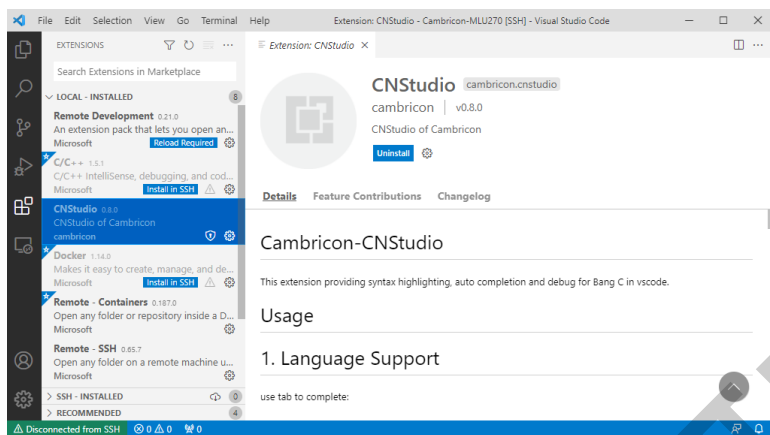 File Edit Selection View Go Terminal Help Extension: CNStudio - Cambricon-MLU270 [SSH] - Visual Studio Code
EXTENSIONS
Search Extensions in Marketplace
LOCAL - INSTALLED 8
Remote Development 0.21.0
An extension pack that lets you open an...
Microsoft Reload Required
C/C++ 1.5.1
C/C++ IntelliSense, debugging, and cod...
Microsoft Install in SSH
CNStudio 0.8.0
CNStudio of Cambricon
cambricon
Docker 1.14.0
Makes it easy to create, manage, and de...
Microsoft Install in SSH
Remote - Containers 0.187.0
Open any folder or repository inside a D...
Microsoft
Remote - SSH 0.65.7
Open any folder on a remote machine u...
Microsoft
SSH - INSTALLED 0
RECOMMENDED 4
Extension: CNStudio
CNStudio cambricon.cnstudio
cambricon v0.8.0
CNStudio of Cambricon
Uninstall
Details Feature Contributions Changelog
Cambricon-CNStudio
This extension providing syntax highlighting, auto completion and debug for Bang C in vscode.
Usage
1. Language Support
use tab to complete:
Disconnected from SSH 0 0 0